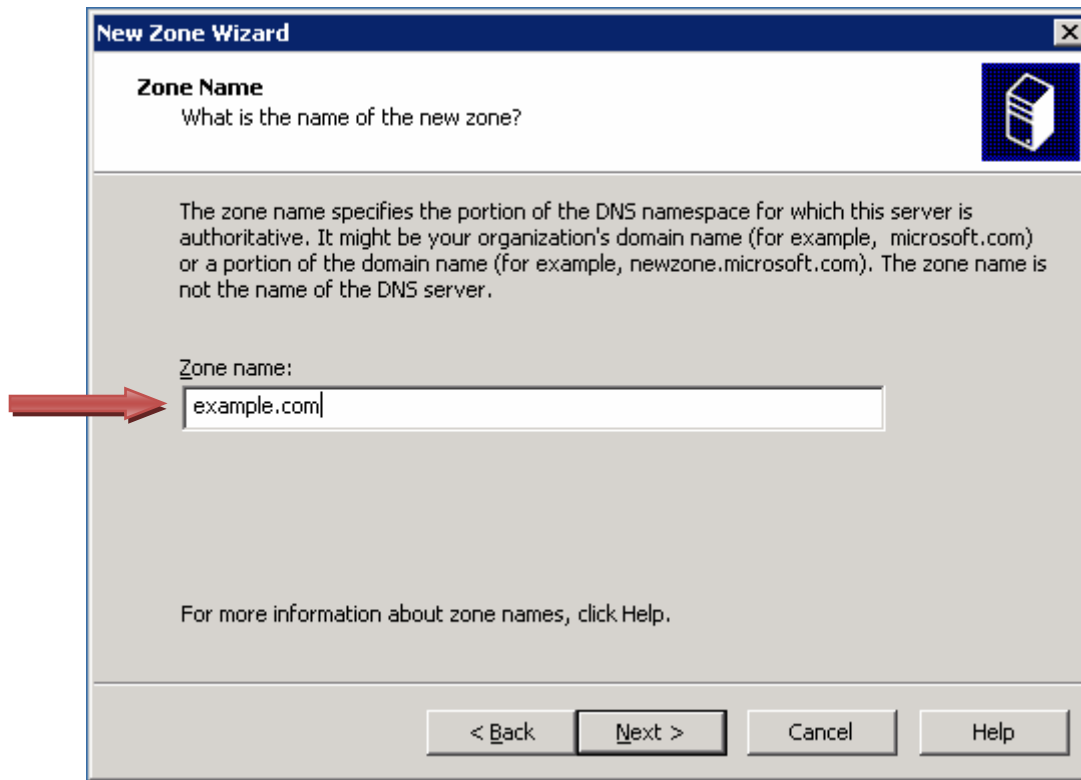 New Zone Wizard
Zone Name
What is the name of the new zone?
The zone name specifies the portion of the DNS namespace for which this server is
authoritative. It might be your organization's domain name (for example,  microsoft.com)
or a portion of the domain name (for example, newzone.microsoft.com). The zone name is
not the name of the DNS server.
Zone name:
example.com
For more information about zone names, click Help.
< Back Next > Cancel Help